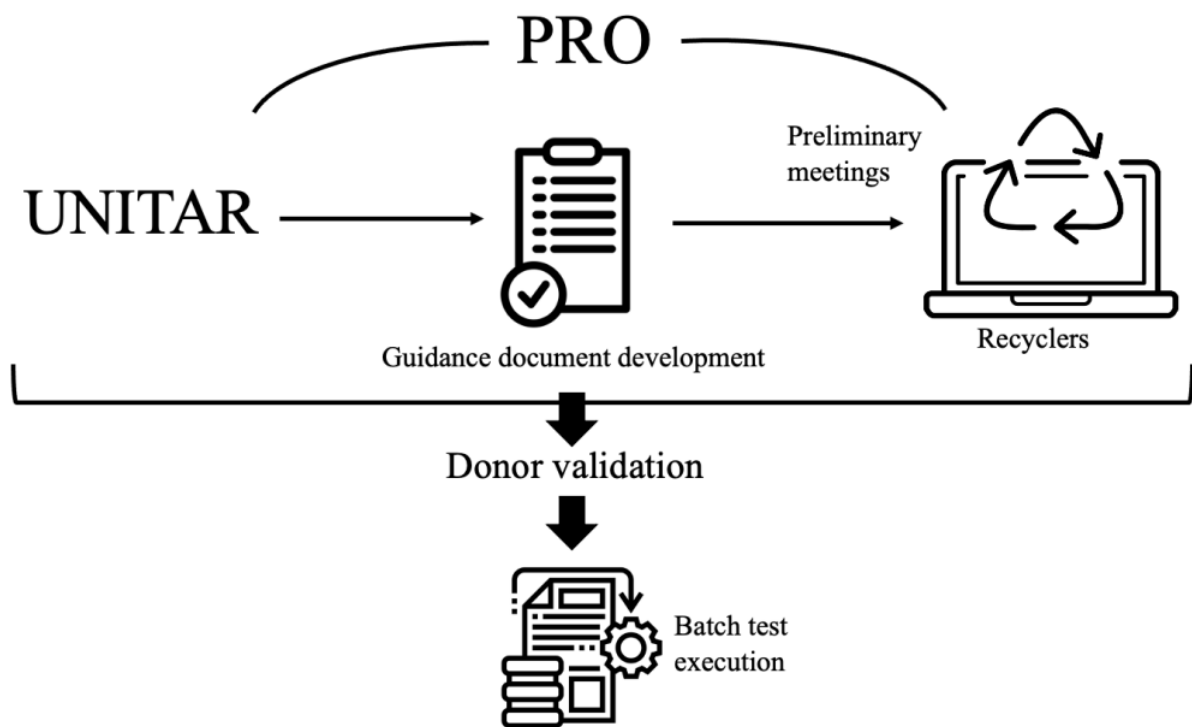 PRO
Preliminary
meetings
UNITAR
Guidance document development
Recyclers
Donor validation
Batch test
execution